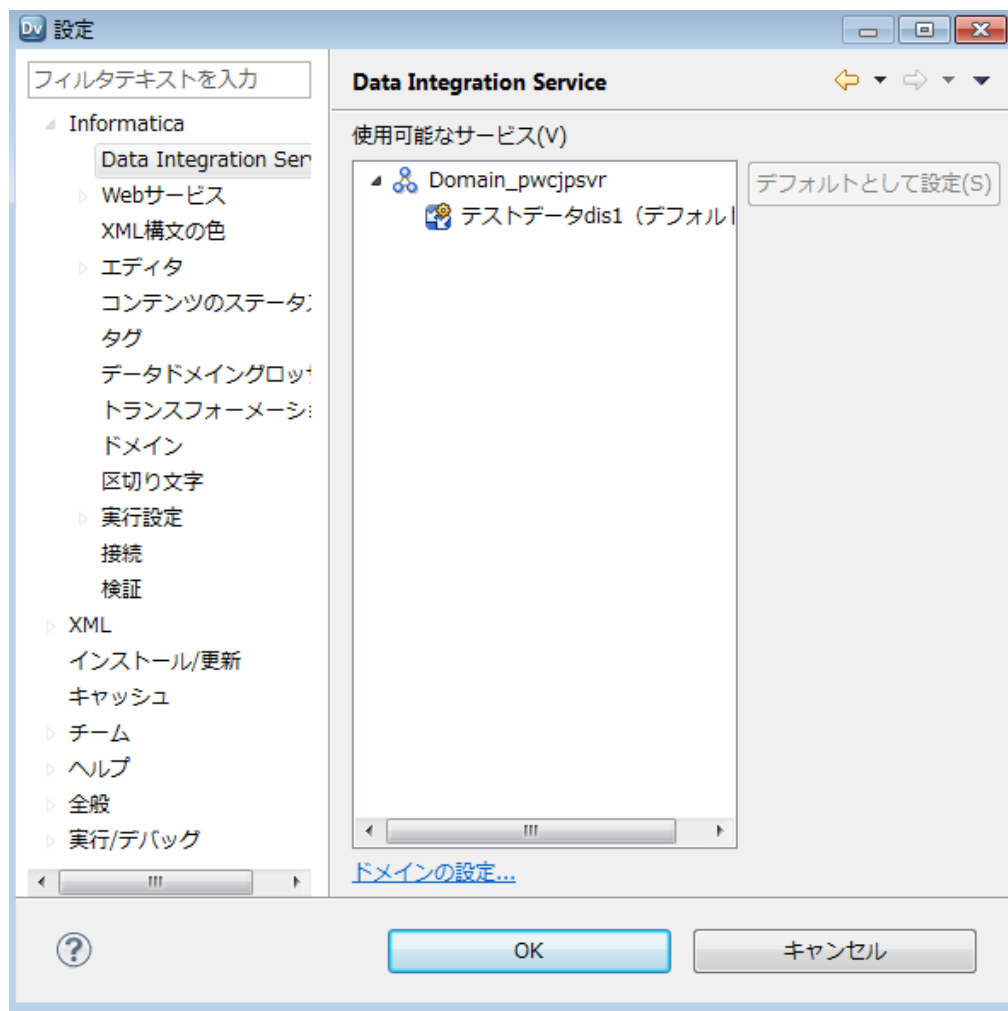 Dv 設定
フィルタテキストを入力
Informatica
Data Integration Ser
Webサービス
XML構文の色
エディタ
コンテンツのステータ
タグ
データドメイングロッ
トランスフォーメーシ
ドメイン
区切り文字
実行設定
接続
検証
XML
インストール/更新
キャッシュ
チーム
ヘルプ
全般
実行/デバッグ
Data Integration Service
使用可能なサービス(V)
Domain_pwcjpsvr
テストデータdis1（デフォル
デフォルトとして設定(S)
ドメインの設定...
OK
キャンセル